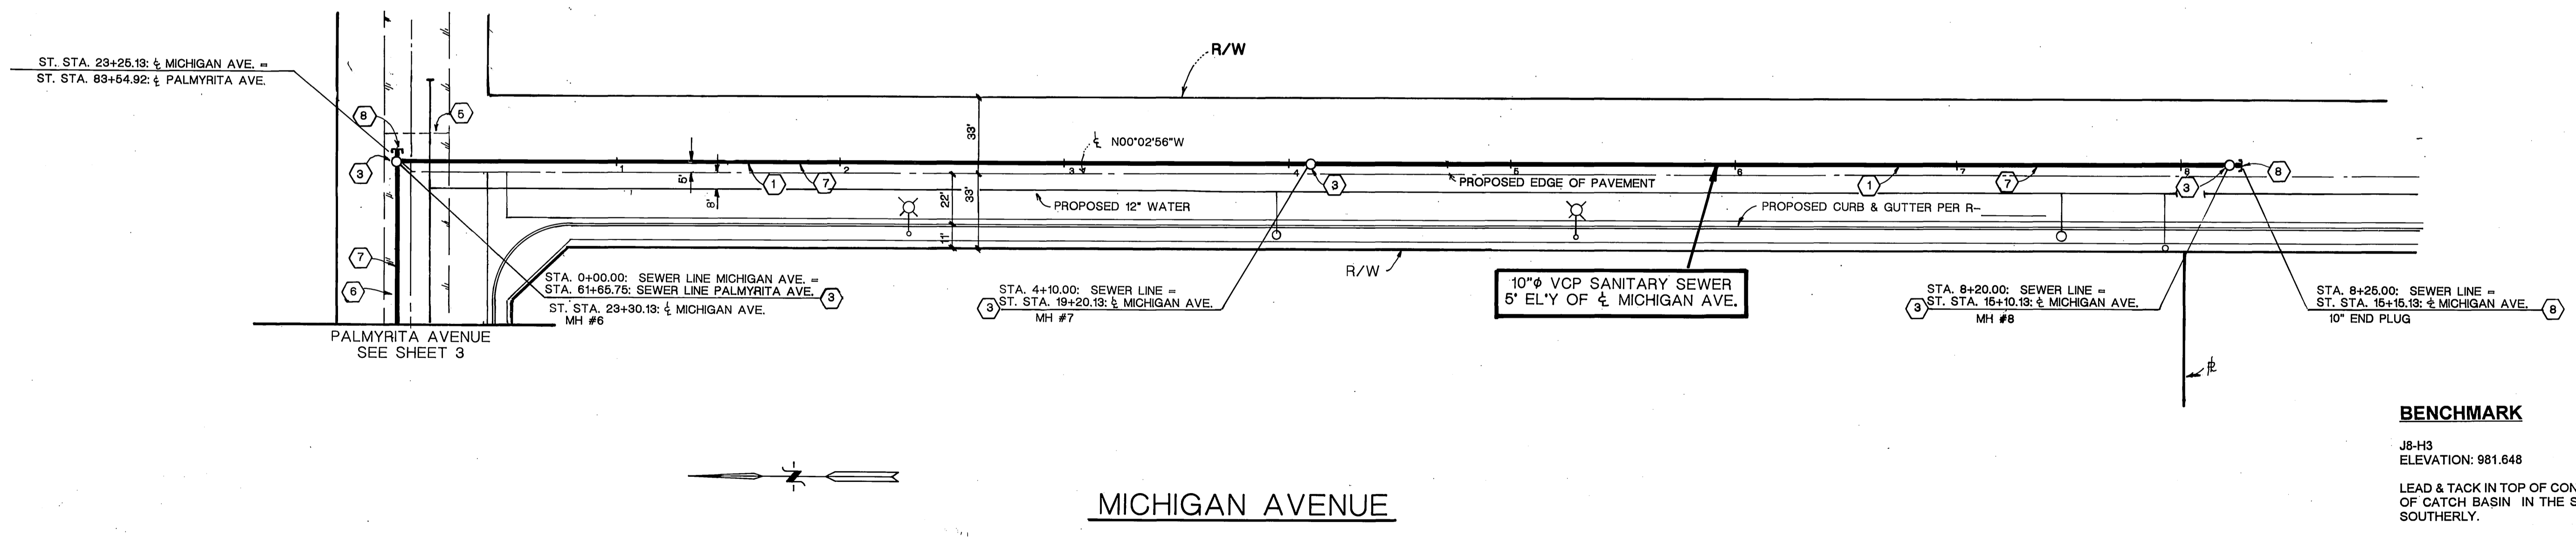 R/W
ST. STA. 23+25.13: ℄ MICHIGAN AVE. =
ST. STA. 83+54.92: ℄ PALMYRITA AVE.
8
5
3
33'
℄ N00°02'56"W
1
2
3
4
5
6
7
8
5'
8'
1
7
3
PROPOSED EDGE OF PAVEMENT
1
7
3
8
22'
33'
11'
PROPOSED 12" WATER
PROPOSED CURB & GUTTER PER R-
7
6
R/W
STA. 0+00.00: SEWER LINE MICHIGAN AVE. =
STA. 61+65.75: SEWER LINE PALMYRITA AVE.
3
ST. STA. 23+30.13: ℄ MICHIGAN AVE.
MH #6
3
STA. 4+10.00: SEWER LINE =
ST. STA. 19+20.13: ℄ MICHIGAN AVE.
MH #7
10"Ø VCP SANITARY SEWER
5' EL'Y OF ℄ MICHIGAN AVE.
3
STA. 8+20.00: SEWER LINE =
ST. STA. 15+10.13: ℄ MICHIGAN AVE.
MH #8
STA. 8+25.00: SEWER LINE =
ST. STA. 15+15.13: ℄ MICHIGAN AVE.
10" END PLUG
8
PALMYRITA AVENUE
SEE SHEET 3
PL
BENCHMARK
J8-H3
ELEVATION: 981.648
LEAD & TACK IN TOP OF CON
OF CATCH BASIN IN THE S
SOUTHERLY.
MICHIGAN AVENUE